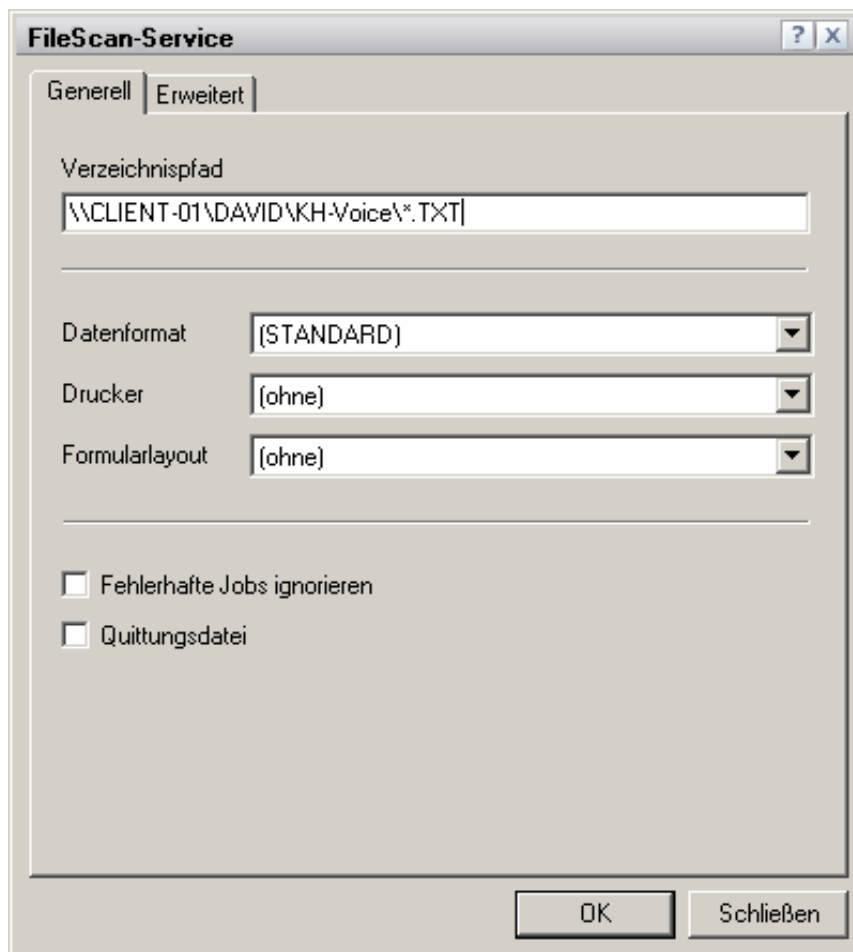 FileScan-Service
Generell Erweitert
Verzeichnispfad
\\CLIENT-01\DAVID\KH-Voice\*.TXT
Datenformat (STANDARD)
Drucker (ohne)
Formularlayout (ohne)
Fehlerhafte Jobs ignorieren
Quittungsdatei
OK Schließen